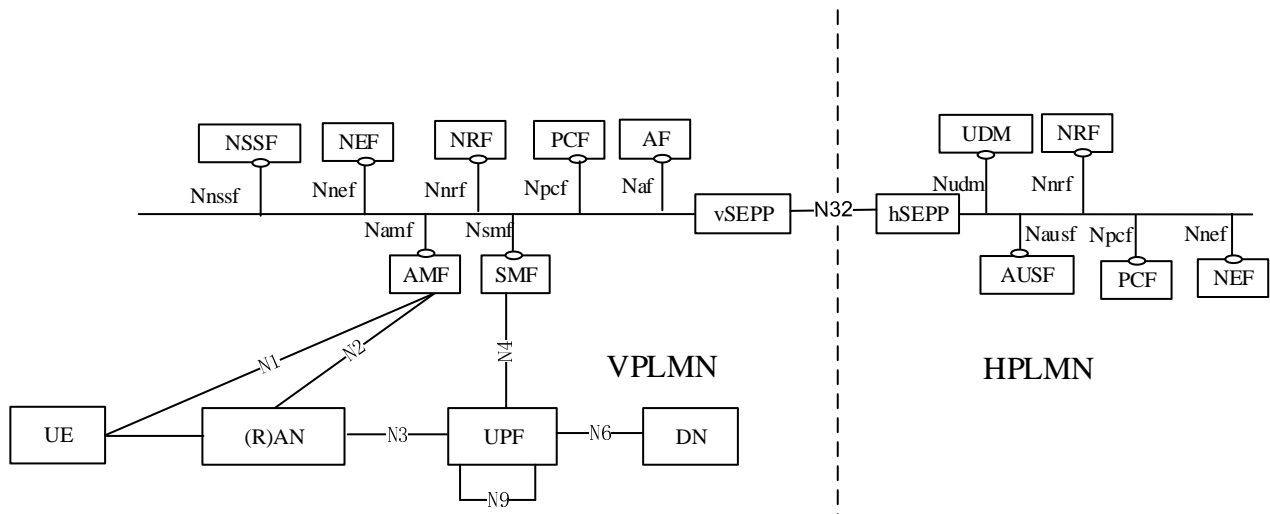 NSSF
NEF
NRF
PCF
AF
UDM
NRF
Nnssf
Nnef
Nnrf
Npcf
Naf
Nudm
Nnrf
vSEPP
N32
hSEPP
Namf
Nsmf
Nausf
Npcf
Nnef
AMF
SMF
AUSF
PCF
NEF
N1
N2
N4
VPLMN
HPLMN
UE
(R)AN
N3
UPF
N6
DN
N9